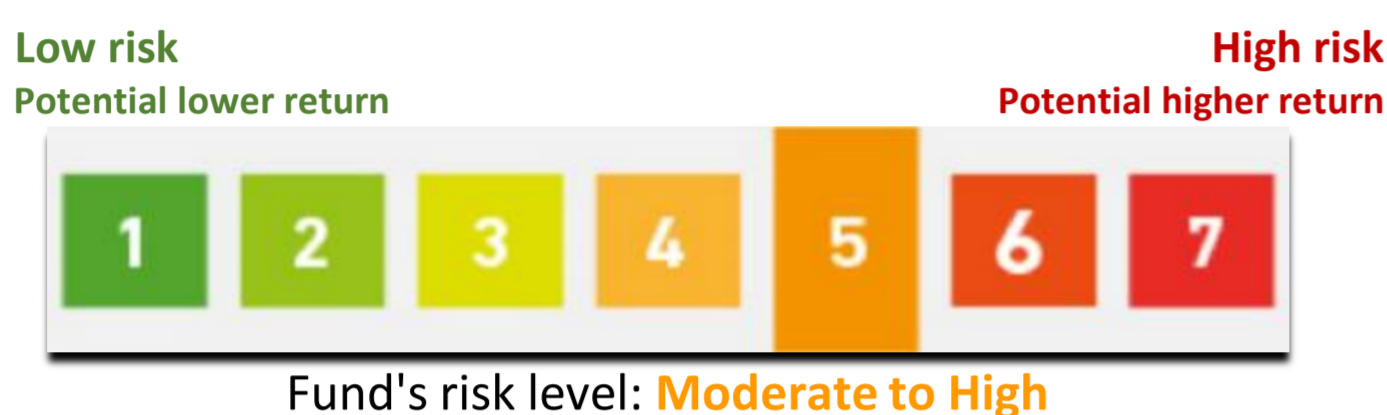 Low risk
High risk
Potential lower return
Potential higher return
1 2 3 4 5 6 7
Fund's risk level: Moderate to High